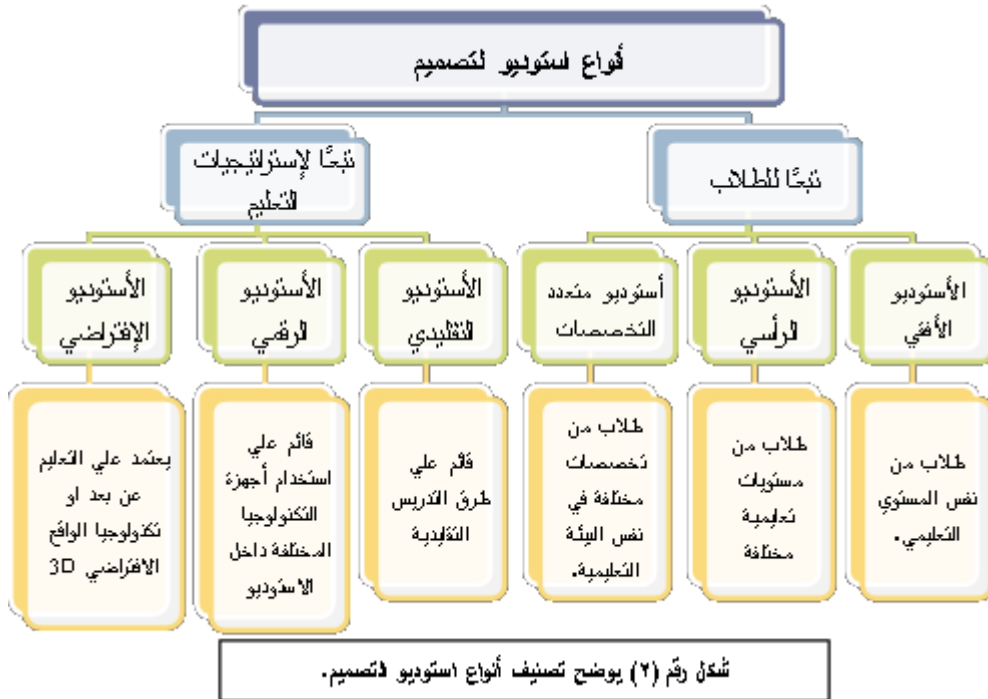 أنواع استوديو لتصميم
تبعًا للطلاب
تبعًا لإستراتيجيات
التعليم
الأستوديو
الأفقي
الأستوديو
الرأسي
أستوديو متعدد
التخصصات
الأستوديو
التقليدي
الأستوديو
الرقمي
الأستوديو
الإفتراضي
طلاب من
نفس المستوي
التعليمي.
طلاب من
مستويات
تعليمية
مختلفة
طلاب من
تخصصات
مختلفة في
نفس البيئة
التعليمية.
قائم علي
طرق التدريس
التقليدية
قائم علي
استخدام أجهزة
التكنولوجيا
المختلفة داخل
الاستوديو
يعتمد علي التعليم
عن بعد او
تكنولوجيا الواقع
الافتراضي 3D
شكل رقم (٢) يوضح تصنيف أنواع استوديو التصميم.